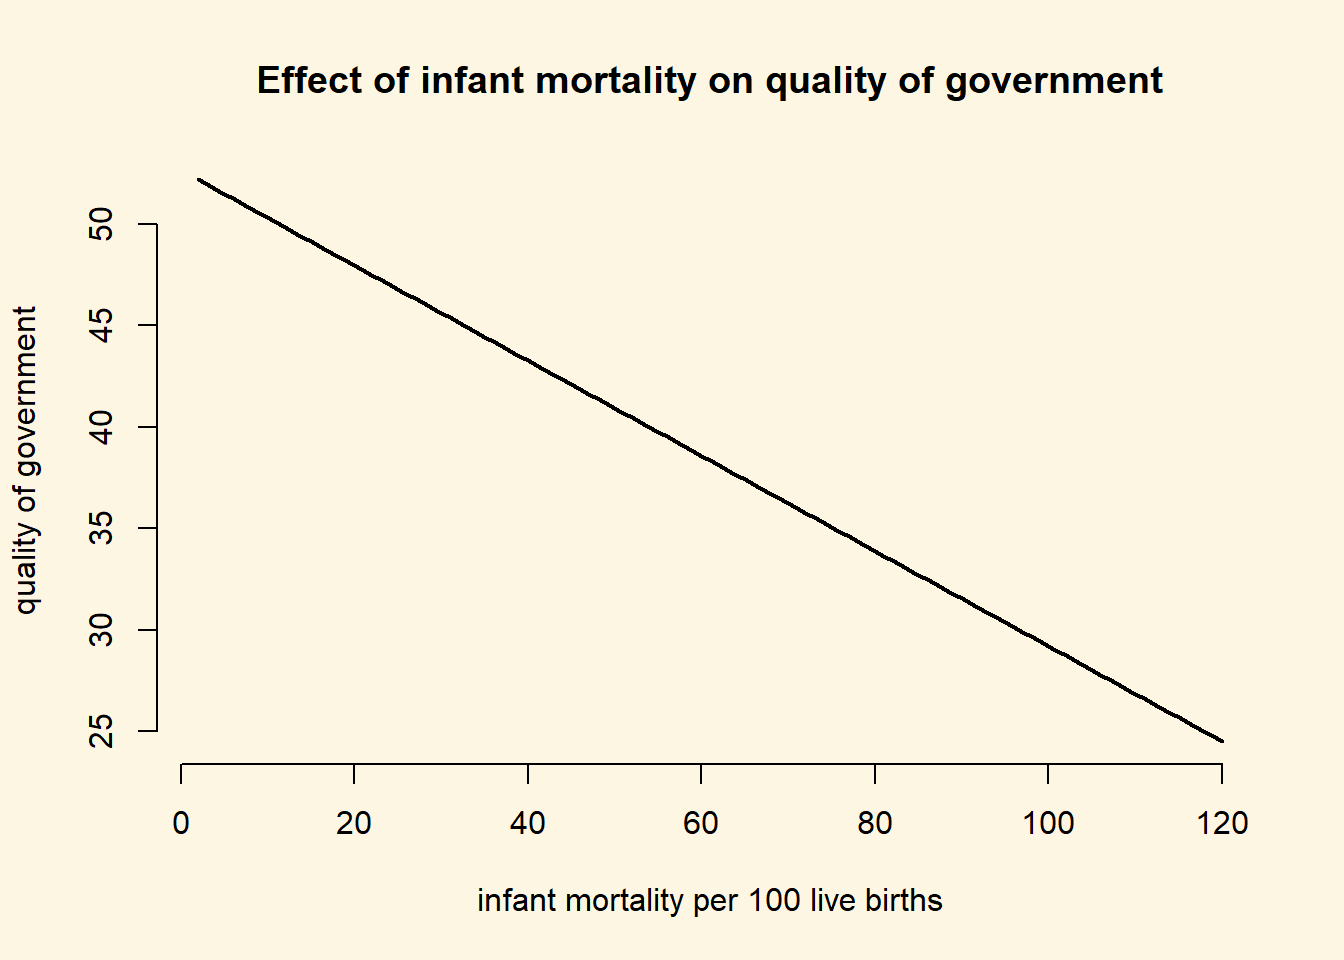 Effect of infant mortality on quality of government
quality of government
50
45
40
35
30
25
0 20 40 60 80 100 120
infant mortality per 100 live births